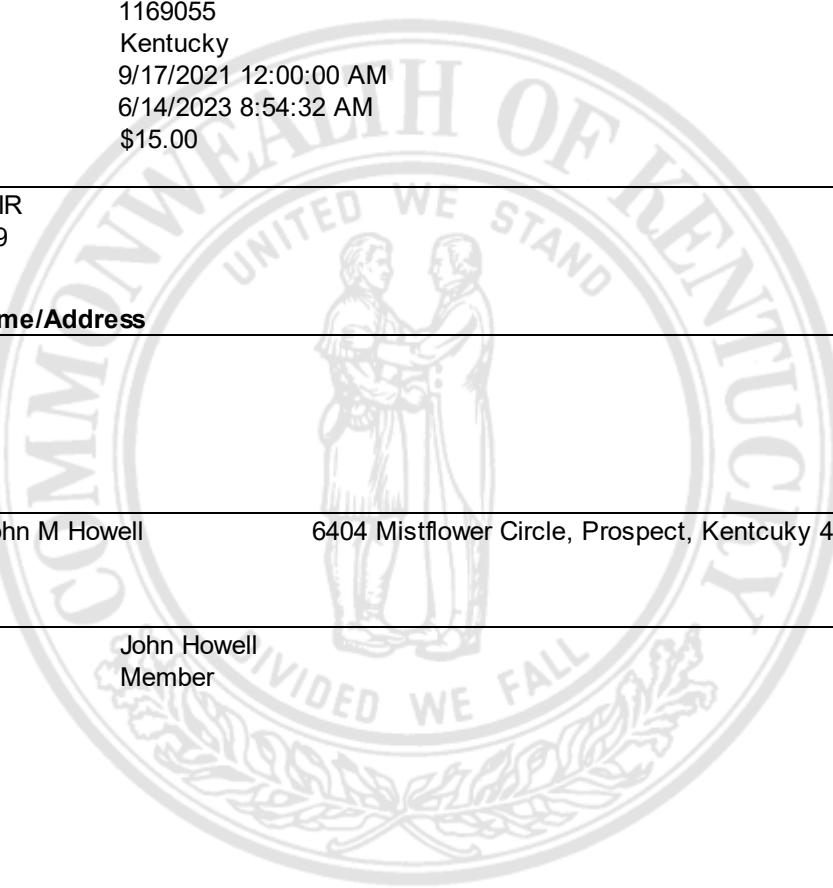 1169055
Kentucky
9/17/2021 12:00:00 AM
6/14/2023 8:54:32 AM
$15.00
IR
9
me/Address
ohn M Howell 6404 Mistflower Circle, Prospect, Kentcuky 4
John Howell
Member
COMMONWEALTH OF KENTUCKY
UNITED WE STAND
DIVIDED WE FALL